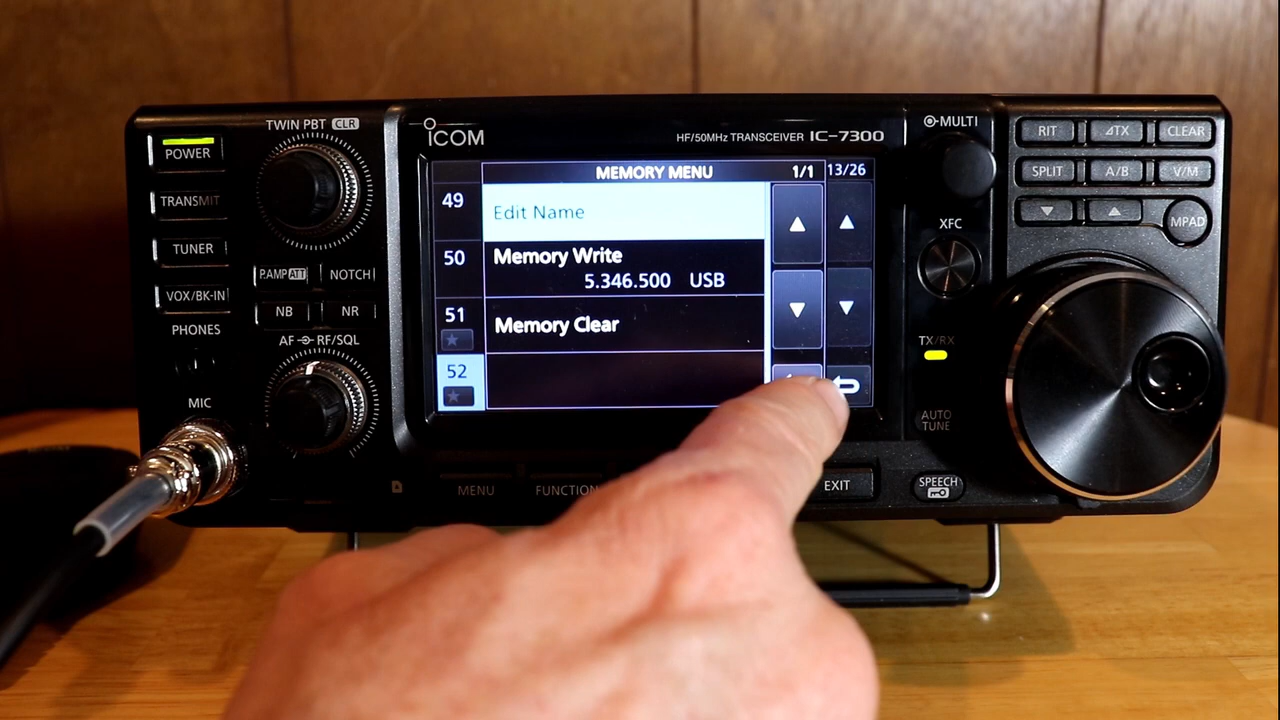 TWIN PBT CLR
POWER
TRANSMIT
TUNER
VOX/BK-IN
P.AMP ATT
NOTCH
NB
NR
PHONES
AF RF/SQL
MIC
ICOM
HF/50MHz TRANSCEIVER IC-7300
MEMORY MENU 1/1 13/26
49
Edit Name
50
Memory Write
5.346.500 USB
51
Memory Clear
52
MENU
FUNCTION
EXIT
MULTI
XFC
TX/RX
AUTO
TUNE
SPEECH
RIT
⊿TX
CLEAR
SPLIT
A/B
V/M
MPAD